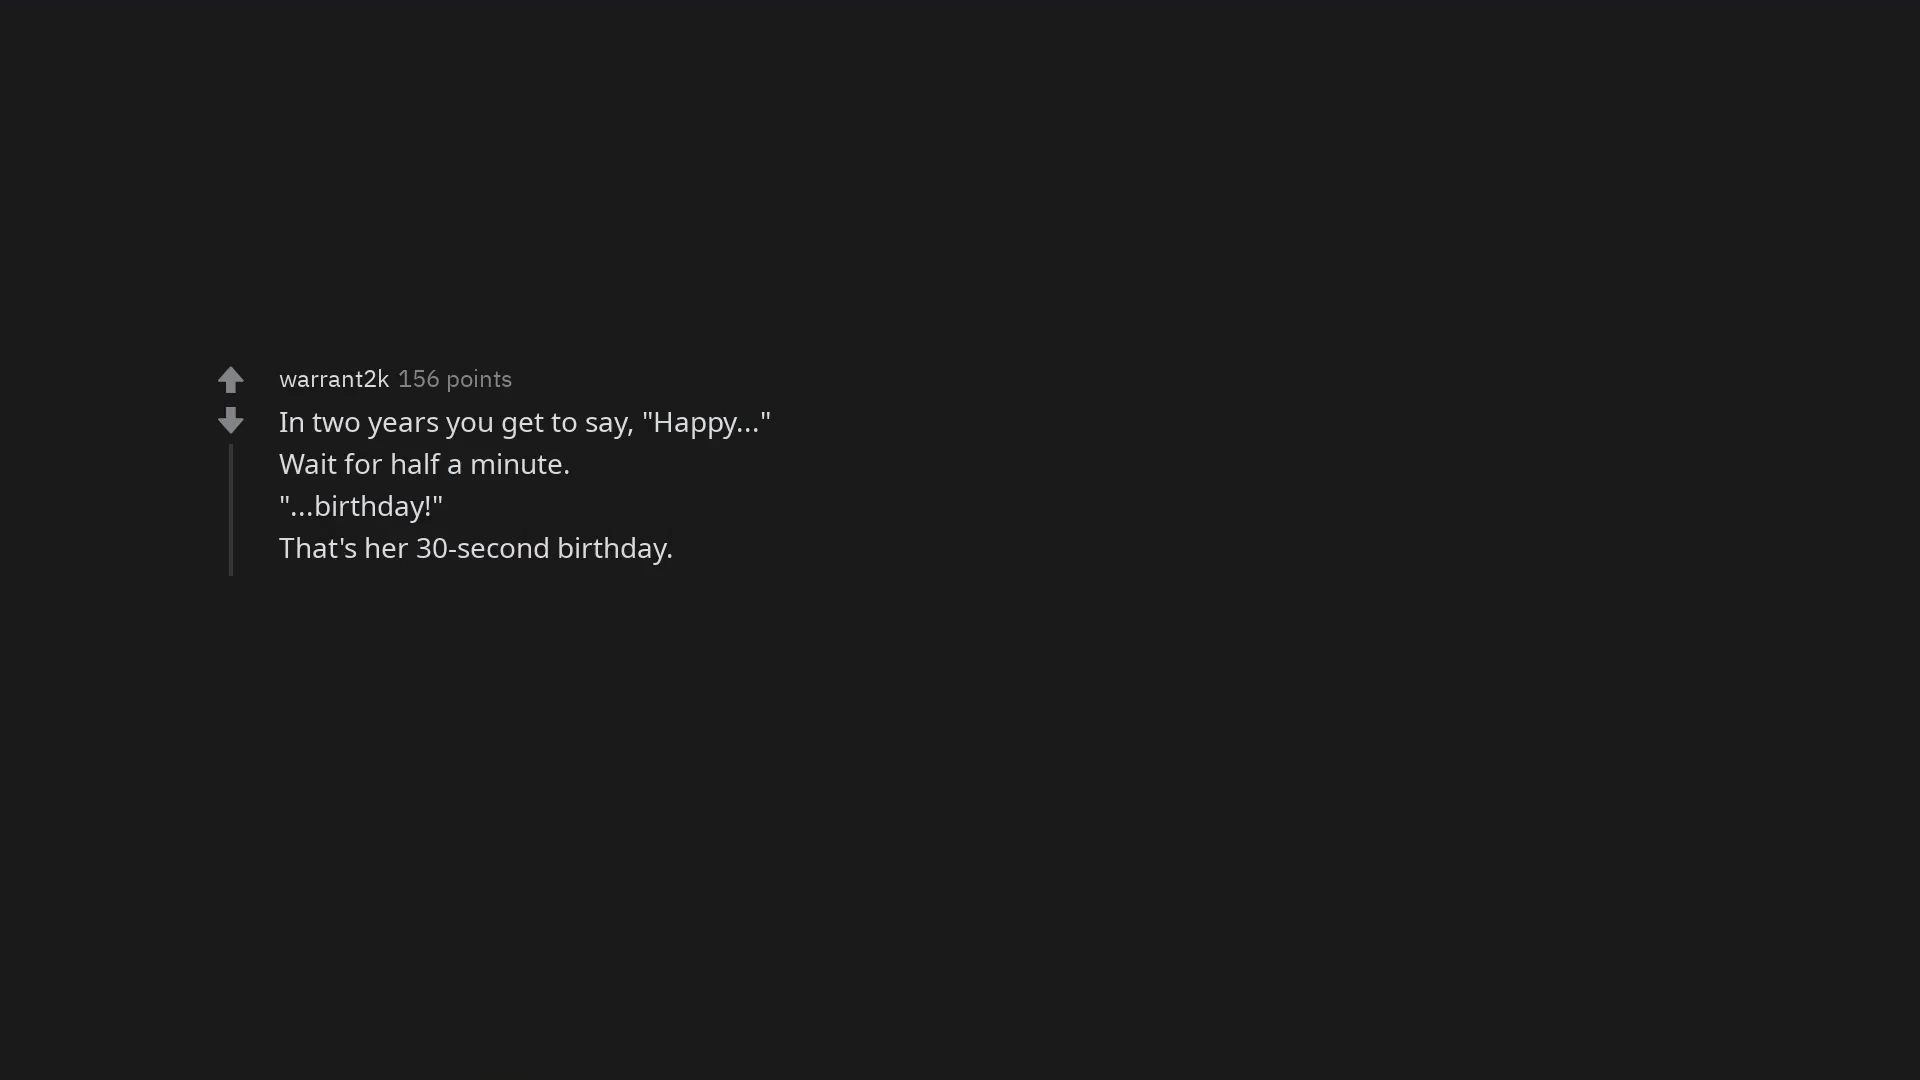 warrant2k 156 points
In two years you get to say, "Happy..."
Wait for half a minute.
"...birthday!"
That's her 30-second birthday.